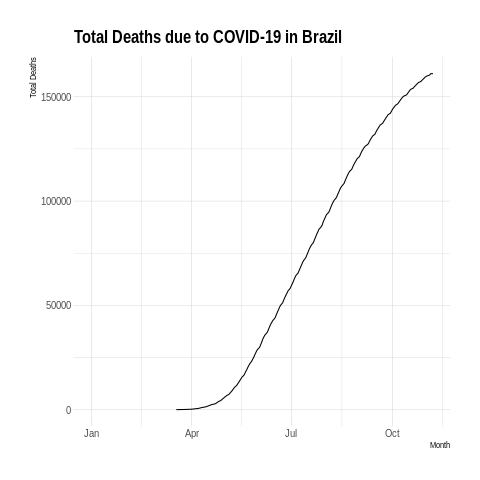 Total Deaths due to COVID-19 in Brazil
Total Deaths
150000
100000
50000
0
Jan Apr Jul Oct
Month